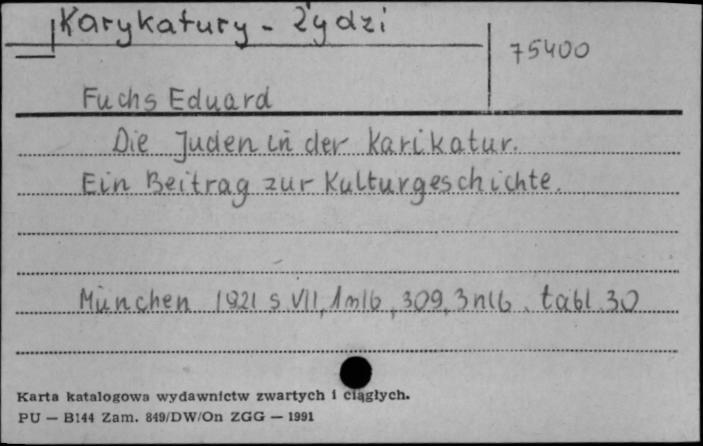 Karykatury - Żydzi
75400
Fuchs Eduard
Die Juden in der Karikatur.
Ein Beitrag zur Kulturgeschichte.
München 1921 s VII, 1 nlb, 309, 3 nlb. tabl. 30
Karta katalogowa wydawnictw zwartych i ciągłych.
PU — B144 Zam. 849/DW/On ZGG — 1991